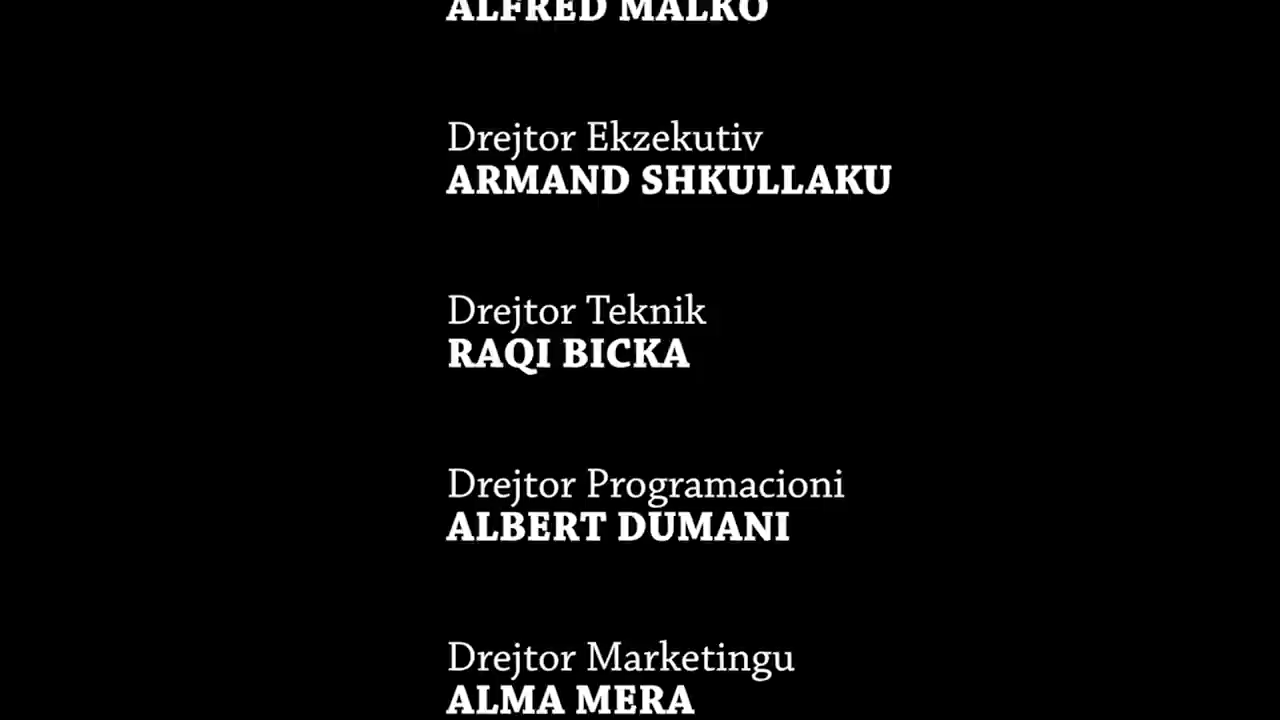 ALFRED MALKO
Drejtor Ekzekutiv
ARMAND SHKULLAKU
Drejtor Teknik
RAQI BICKA
Drejtor Programacioni
ALBERT DUMANI
Drejtor Marketingu
ALMA MERA